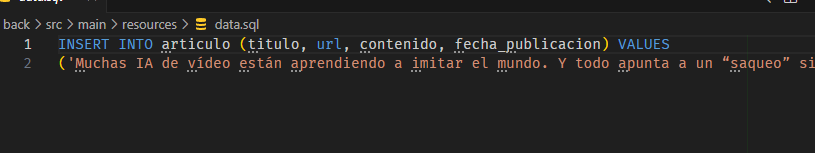 back > src > main > resources > data.sql
1 INSERT INTO articulo (titulo, url, contenido, fecha_publicacion) VALUES
2 ('Muchas IA de vídeo están aprendiendo a imitar el mundo. Y todo apunta a un “saqueo” si